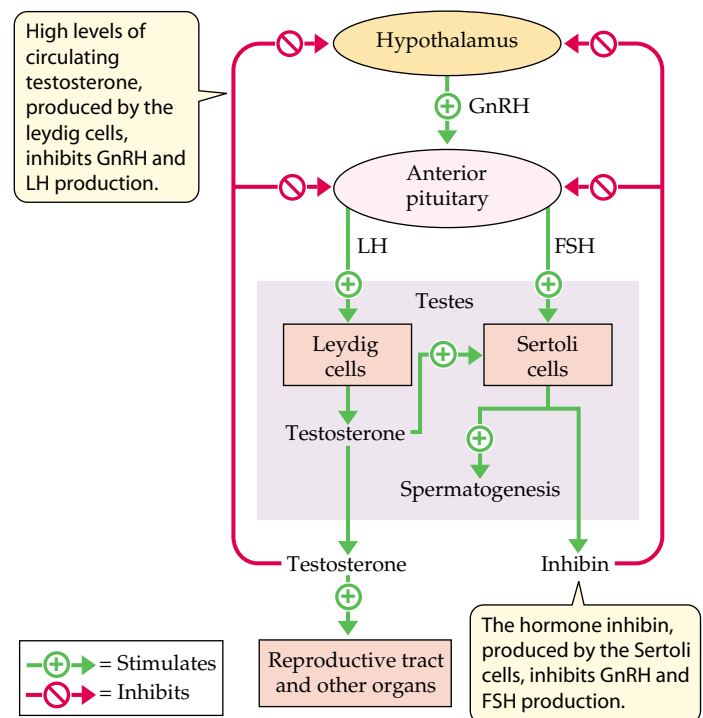 High levels of
circulating
testosterone,
produced by the
leydig cells,
inhibits GnRH and
LH production.
Hypothalamus
GnRH
Anterior
pituitary
LH
FSH
Testes
Leydig
cells
Sertoli
cells
Testosterone
Spermatogenesis
Testosterone
Inhibin
The hormone inhibin,
produced by the Sertoli
cells, inhibits GnRH and
FSH production.
Reproductive tract
and other organs
= Stimulates
= Inhibits